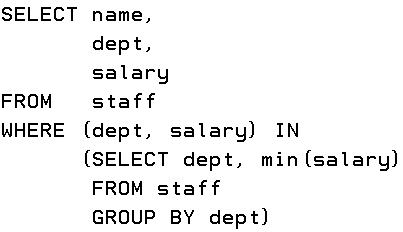 SELECT name,
       dept,
       salary
FROM   staff
WHERE (dept, salary) IN
      (SELECT dept, min(salary)
       FROM staff
       GROUP BY dept)